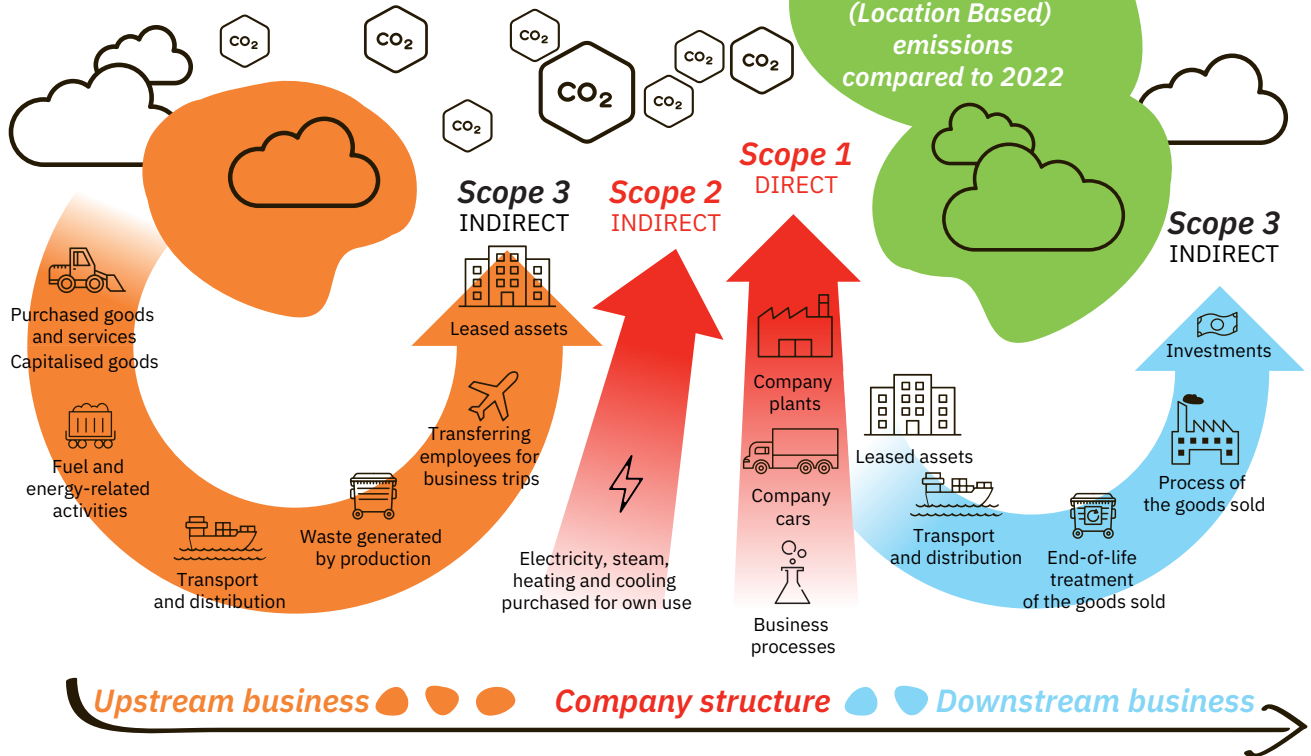 (Location Based)
emissions
compared to 2022
CO2
CO2
CO2
CO2
CO2
CO2
CO2
CO2
Scope 3
INDIRECT
Scope 2
INDIRECT
Scope 1
DIRECT
Scope 3
INDIRECT
Purchased goods
and services
Capitalised goods
Fuel and
energy-related
activities
Transport
and distribution
Waste generated
by production
Transferring
employees for
business trips
Leased assets
Electricity, steam,
heating and cooling
purchased for own use
Company
plants
Company
cars
Business
processes
Leased assets
Transport
and distribution
End-of-life
treatment
of the goods sold
Process of
the goods sold
Investments
Upstream business
Company structure
Downstream business